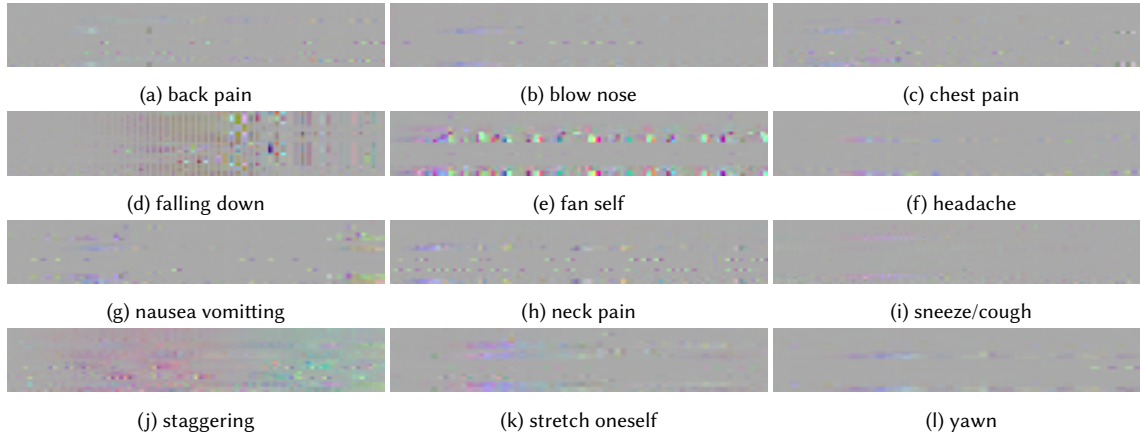 (a) back pain
(b) blow nose
(c) chest pain
(d) falling down
(e) fan self
(f) headache
(g) nausea vomitting
(h) neck pain
(i) sneeze/cough
(j) staggering
(k) stretch oneself
(l) yawn